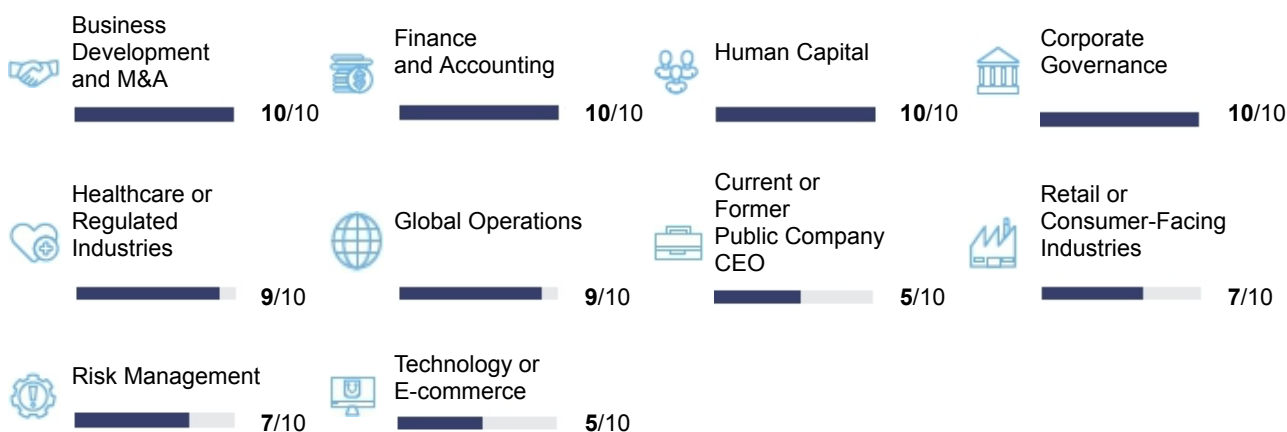 Business
Development
and M&A
10/10
Finance
and Accounting
10/10
Human Capital
10/10
Corporate
Governance
10/10
Healthcare or
Regulated
Industries
9/10
Global Operations
9/10
Current or
Former
Public Company
CEO
5/10
Retail or
Consumer-Facing
Industries
7/10
Risk Management
7/10
Technology or
E-commerce
5/10